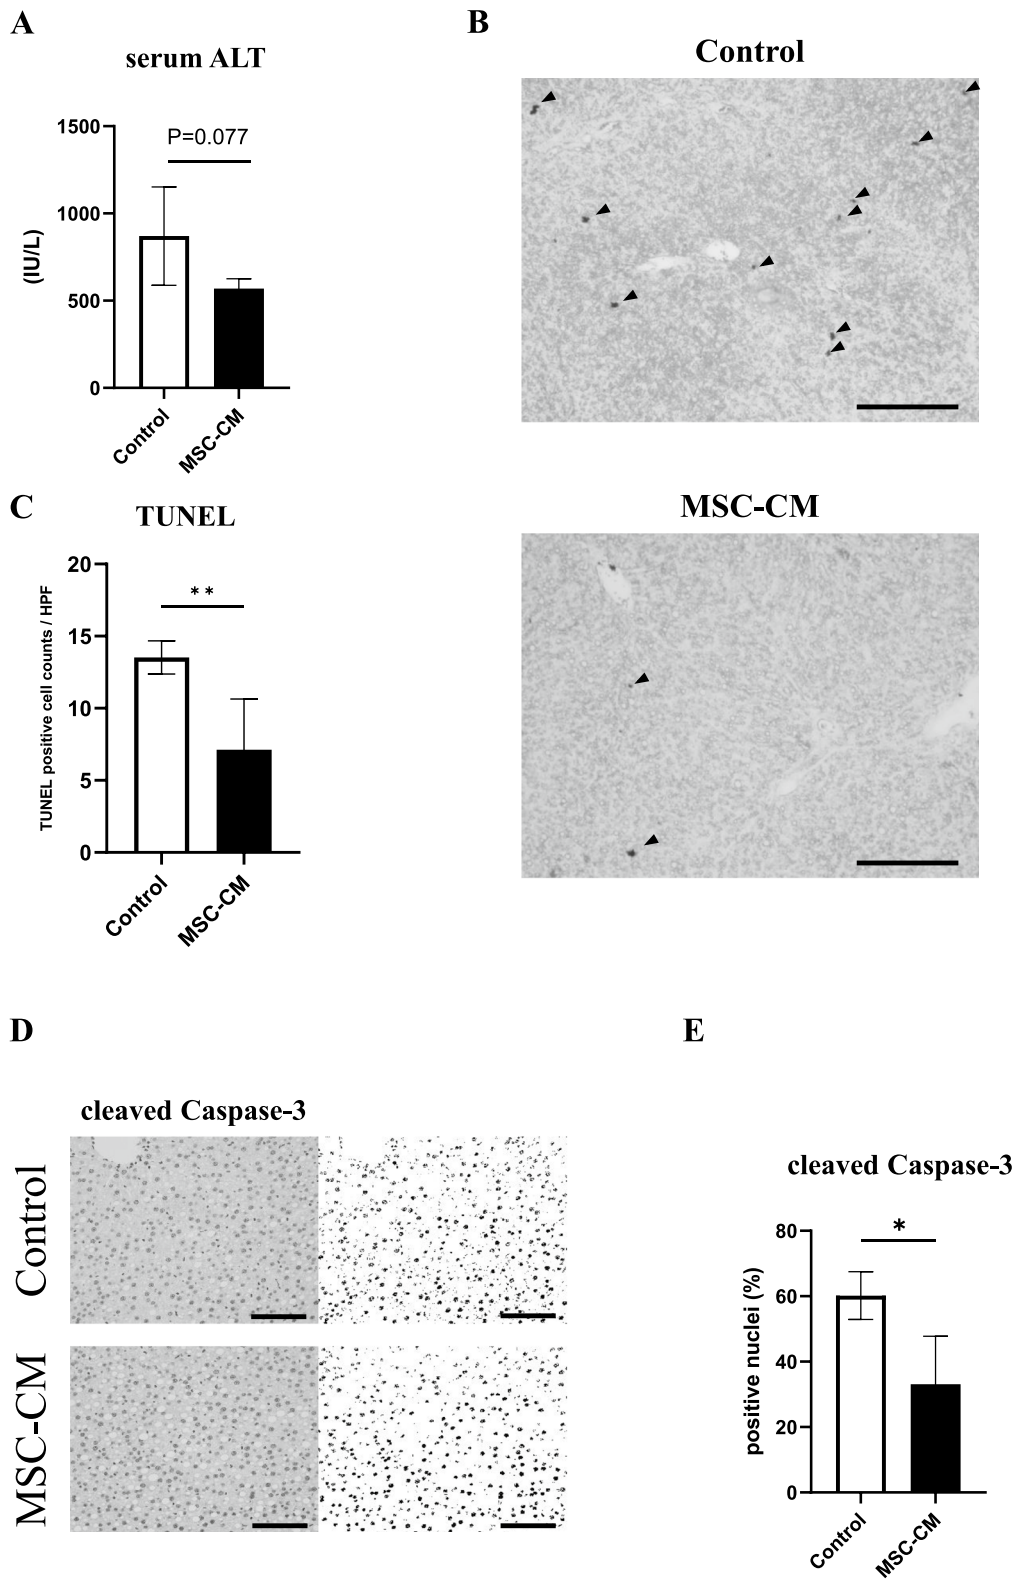 A
serum ALT
1500
1000
500
0
(IU/L)
P=0.077
Control
MSC-CM
B
Control
MSC-CM
C
TUNEL
20
15
10
5
0
TUNEL positive cell counts / HPF
**
Control
MSC-CM
D
cleaved Caspase-3
Control
MSC-CM
E
cleaved Caspase-3
80
60
40
20
0
positive nuclei (%)
*
Control
MSC-CM